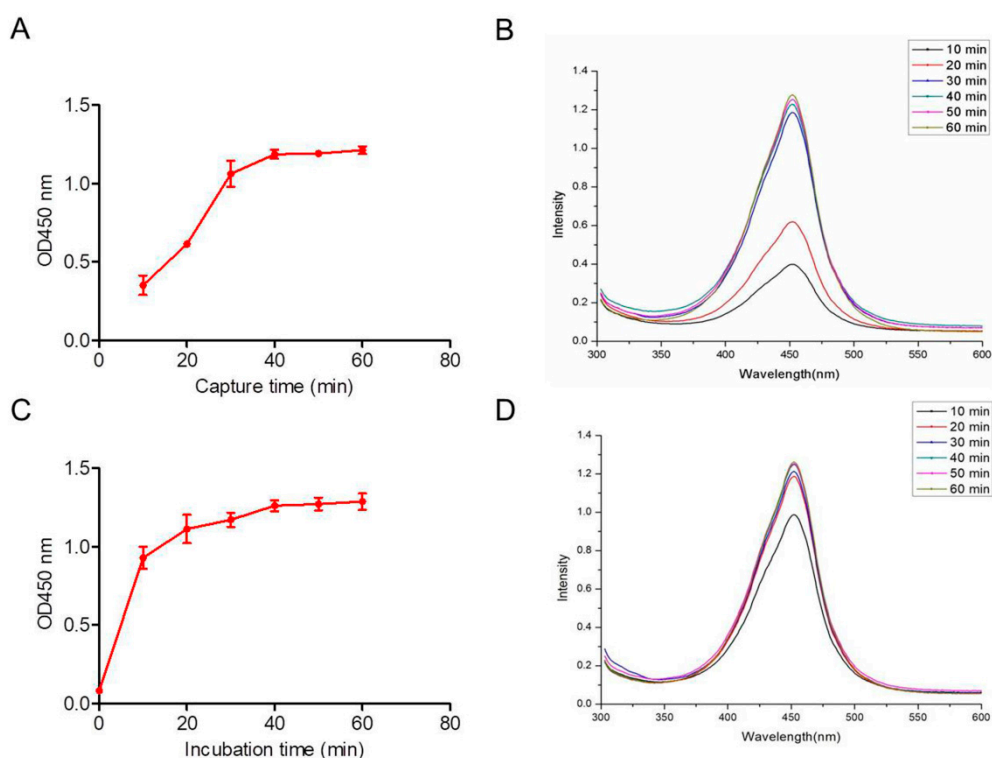 A
OD450 nm
1.5
1.0
0.5
0.0
0 20 40 60 80
Capture time (min)
B
10 min
20 min
30 min
40 min
50 min
60 min
Intensity
1.4
1.2
1.0
0.8
0.6
0.4
0.2
0.0
300 350 400 450 500 550 600
Wavelength(nm)
C
OD450 nm
1.5
1.0
0.5
0.0
0 20 40 60 80
Incubation time (min)
D
10 min
20 min
30 min
40 min
50 min
60 min
Intensity
1.4
1.2
1.0
0.8
0.6
0.4
0.2
0.0
300 350 400 450 500 550 600
Wavelength(nm)